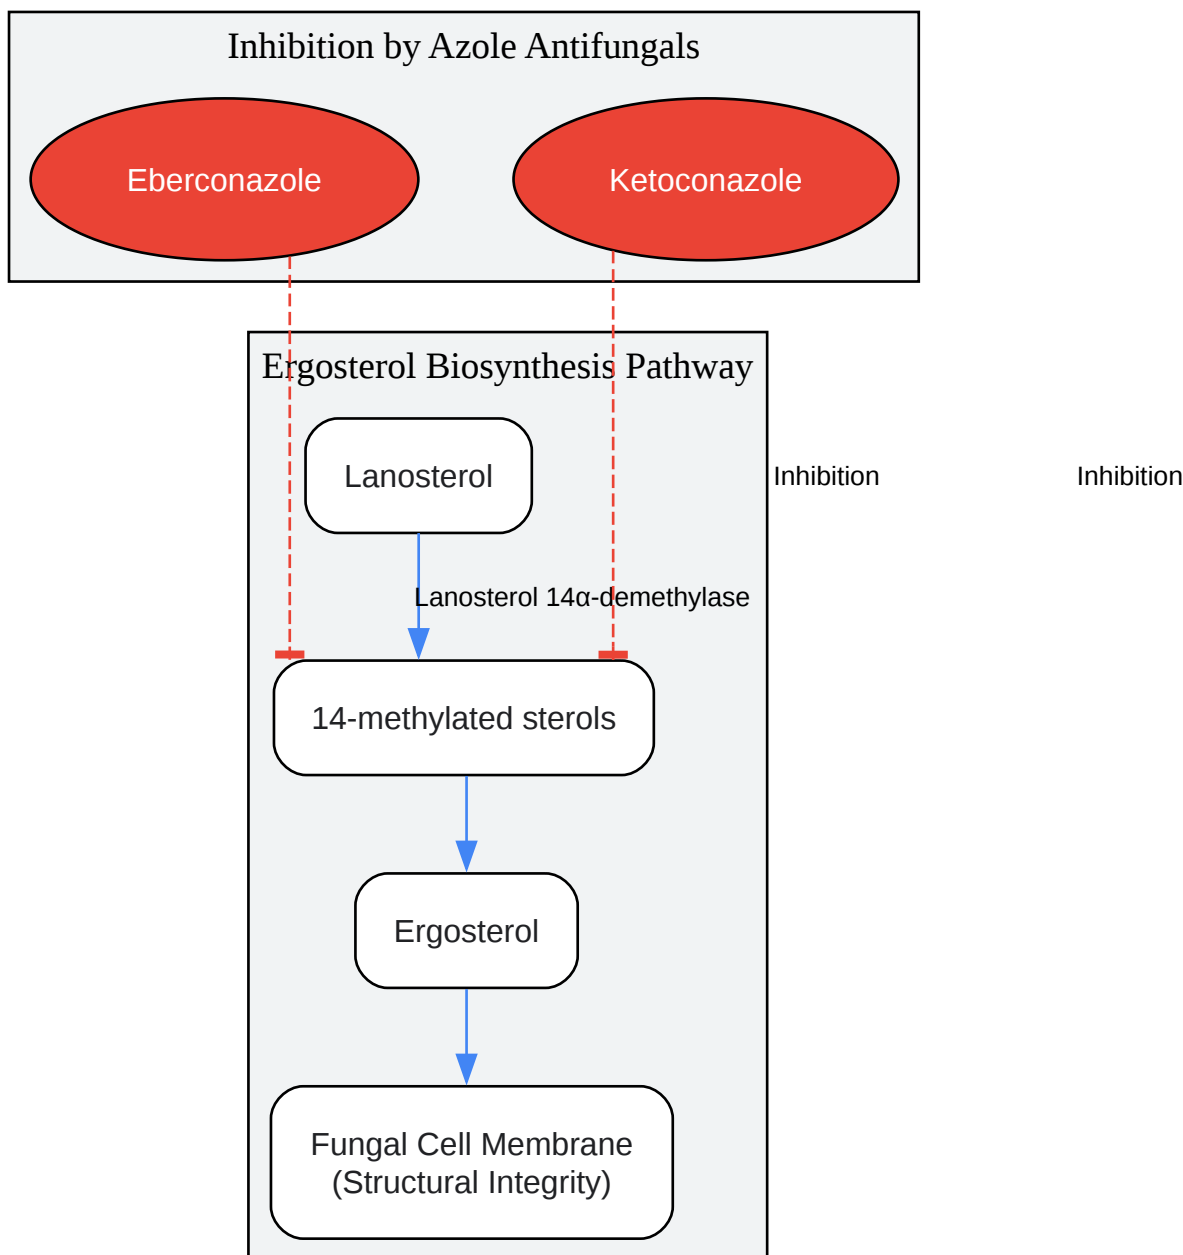 Inhibition by Azole Antifungals
Eberconazole
Ketoconazole
Ergosterol Biosynthesis Pathway
Lanosterol
Inhibition
Inhibition
Lanosterol 14α-demethylase
14-methylated sterols
Ergosterol
Fungal Cell Membrane
(Structural Integrity)